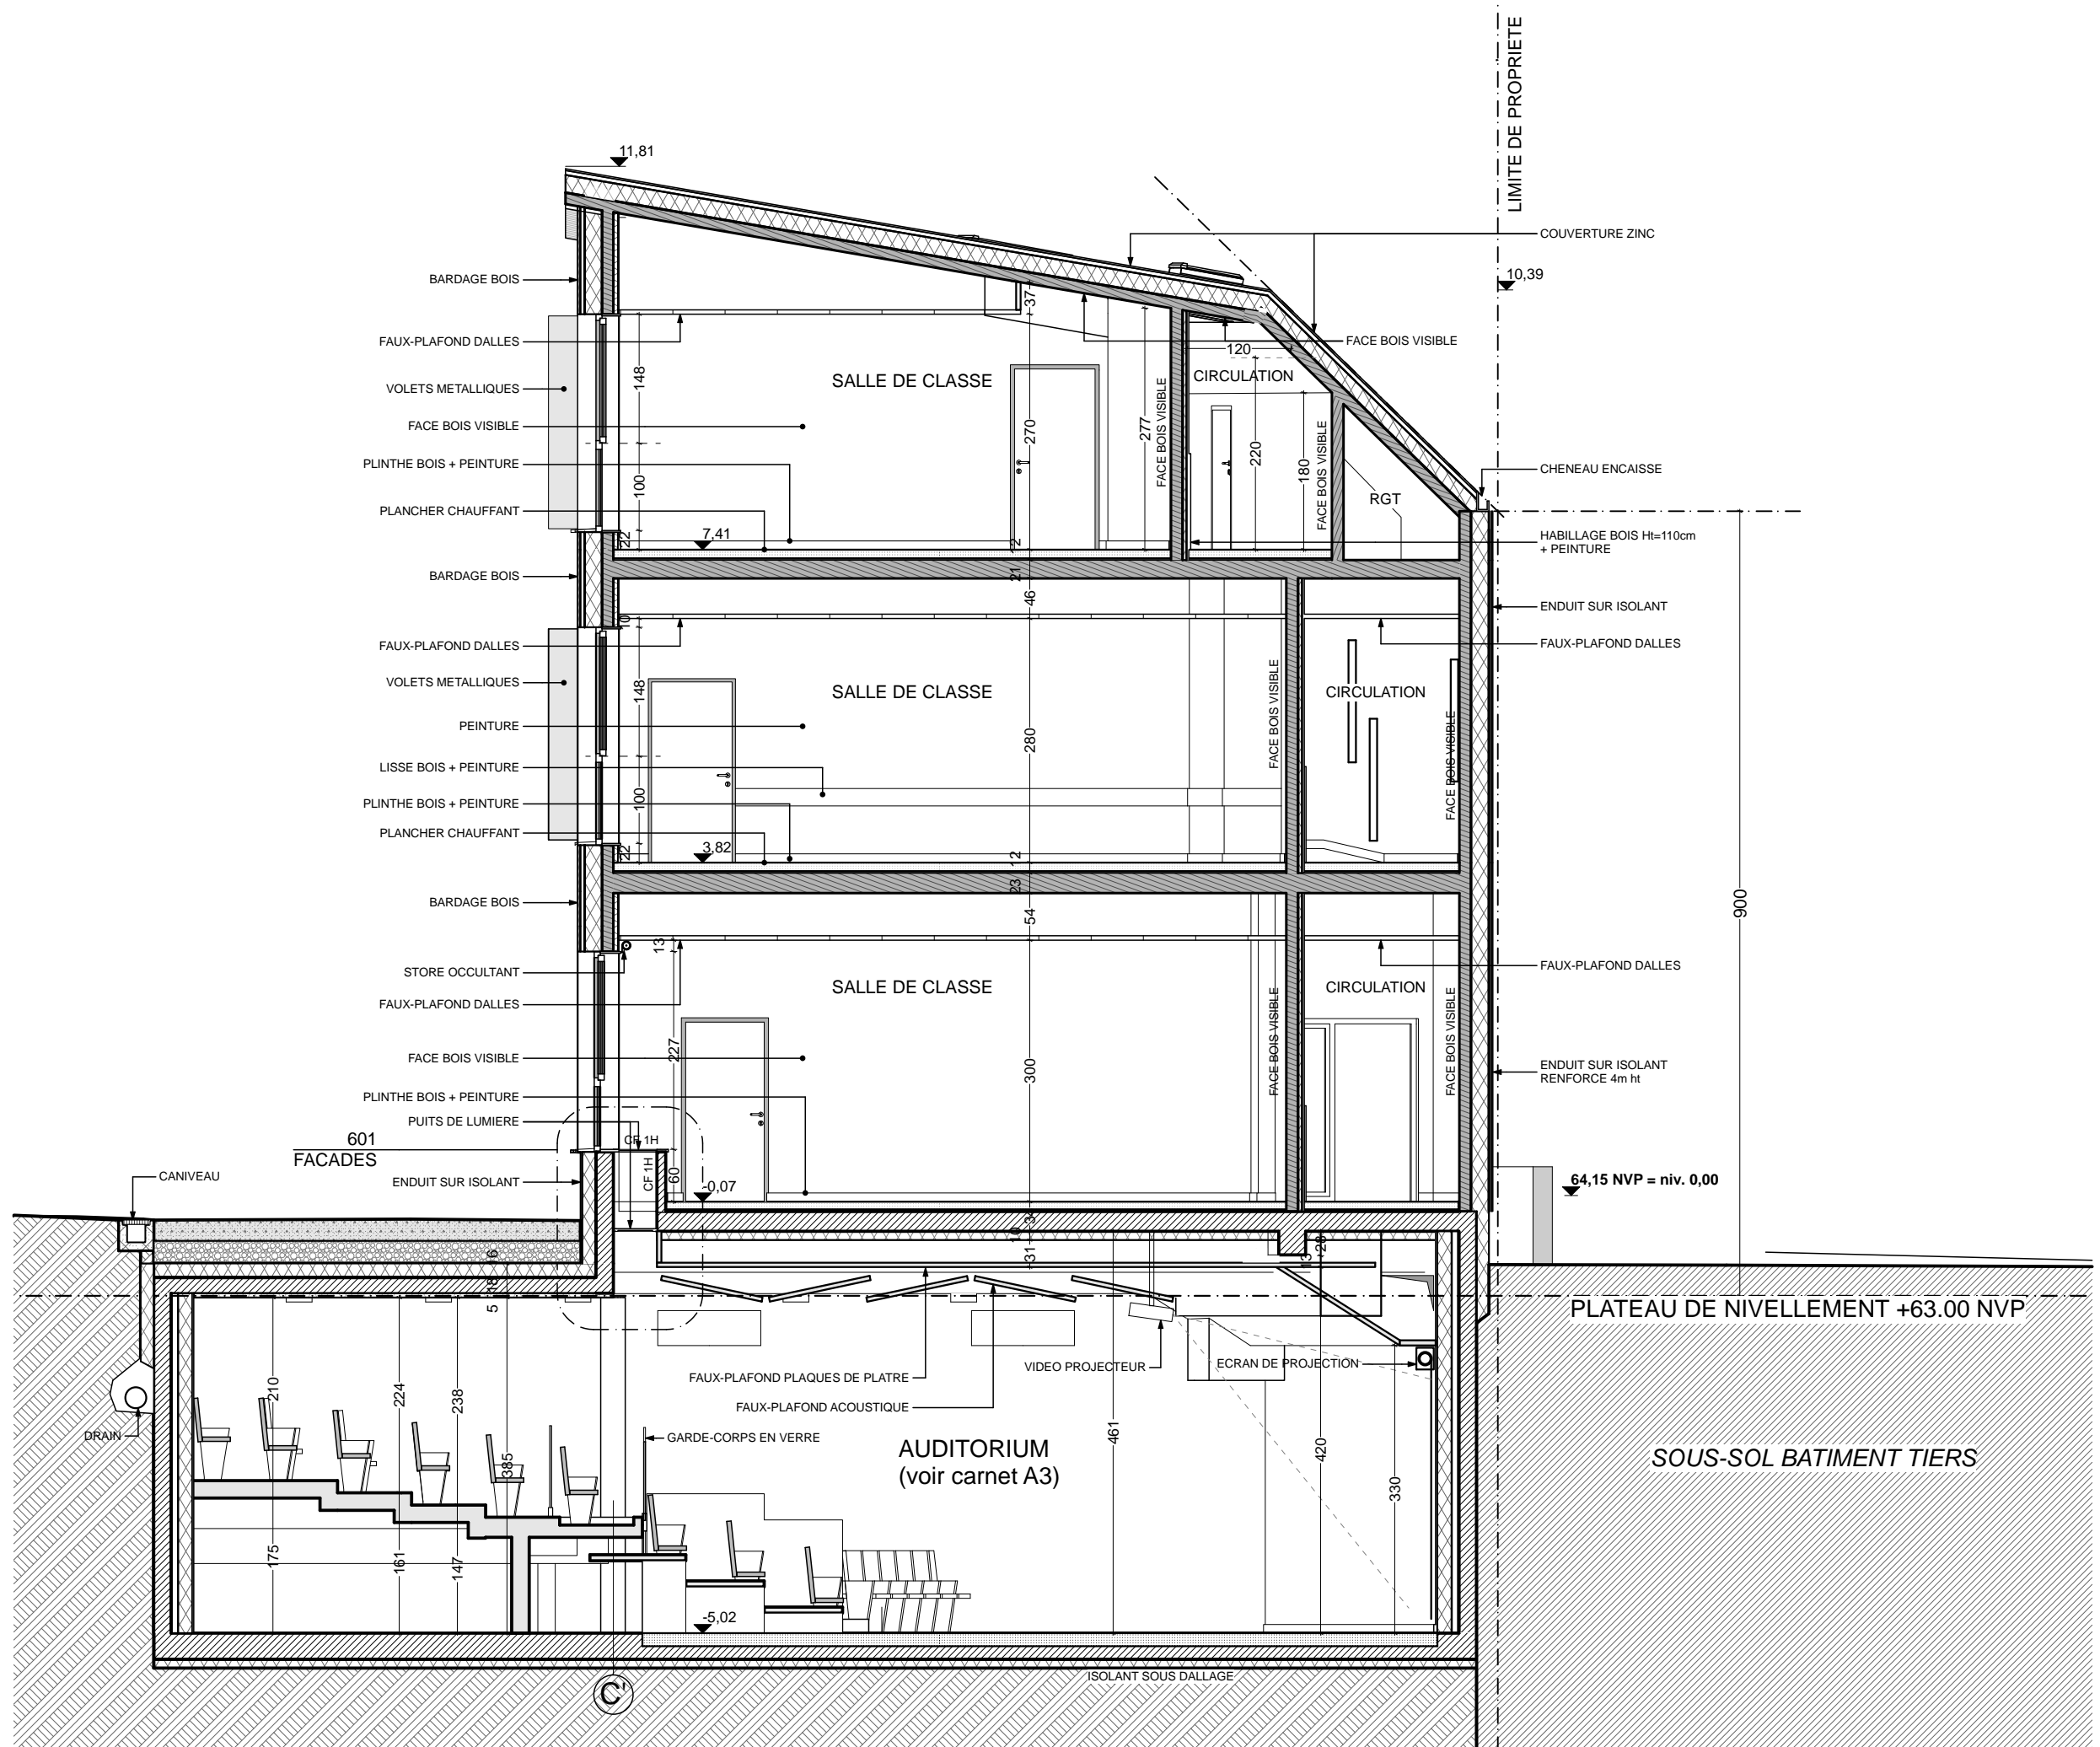 LIMITE DE PROPRIETE
11,81
COUVERTURE ZINC
10,39
BARDAGE BOIS
FAUX-PLAFOND DALLES
VOLETS METALLIQUES
FACE BOIS VISIBLE
PLINTHE BOIS + PEINTURE
PLANCHER CHAUFFANT
148
100
22
7,41
SALLE DE CLASSE
37
270
2
277
FACE BOIS VISIBLE
120
CIRCULATION
220
180
FACE BOIS VISIBLE
RGT
FACE BOIS VISIBLE
CHENEAU ENCAISSE
HABILLAGE BOIS Ht=110cm
+ PEINTURE
BARDAGE BOIS
21
46
ENDUIT SUR ISOLANT
FAUX-PLAFOND DALLES
10
FAUX-PLAFOND DALLES
VOLETS METALLIQUES
PEINTURE
LISSE BOIS + PEINTURE
PLINTHE BOIS + PEINTURE
PLANCHER CHAUFFANT
148
100
22
3,82
SALLE DE CLASSE
280
12
FACE BOIS VISIBLE
CIRCULATION
FACE BOIS VISIBLE
900
BARDAGE BOIS
23
54
13
STORE OCCULTANT
FAUX-PLAFOND DALLES
FAUX-PLAFOND DALLES
SALLE DE CLASSE
CIRCULATION
FACE BOIS VISIBLE
227
300
FACE BOIS VISIBLE
FACE BOIS VISIBLE
ENDUIT SUR ISOLANT
RENFORCE 4m ht
PLINTHE BOIS + PEINTURE
PUITS DE LUMIERE
601
FACADES
CF 1H
CF 1H
60
-0,07
64,15 NVP = niv. 0,00
CANIVEAU
ENDUIT SUR ISOLANT
16
18
5
10
31
13
28
PLATEAU DE NIVELLEMENT +63.00 NVP
VIDEO PROJECTEUR
ECRAN DE PROJECTION
FAUX-PLAFOND PLAQUES DE PLATRE
FAUX-PLAFOND ACOUSTIQUE
GARDE-CORPS EN VERRE
DRAIN
210
224
238
385
175
161
147
AUDITORIUM
(voir carnet A3)
461
420
330
SOUS-SOL BATIMENT TIERS
-5,02
ISOLANT SOUS DALLAGE
C'